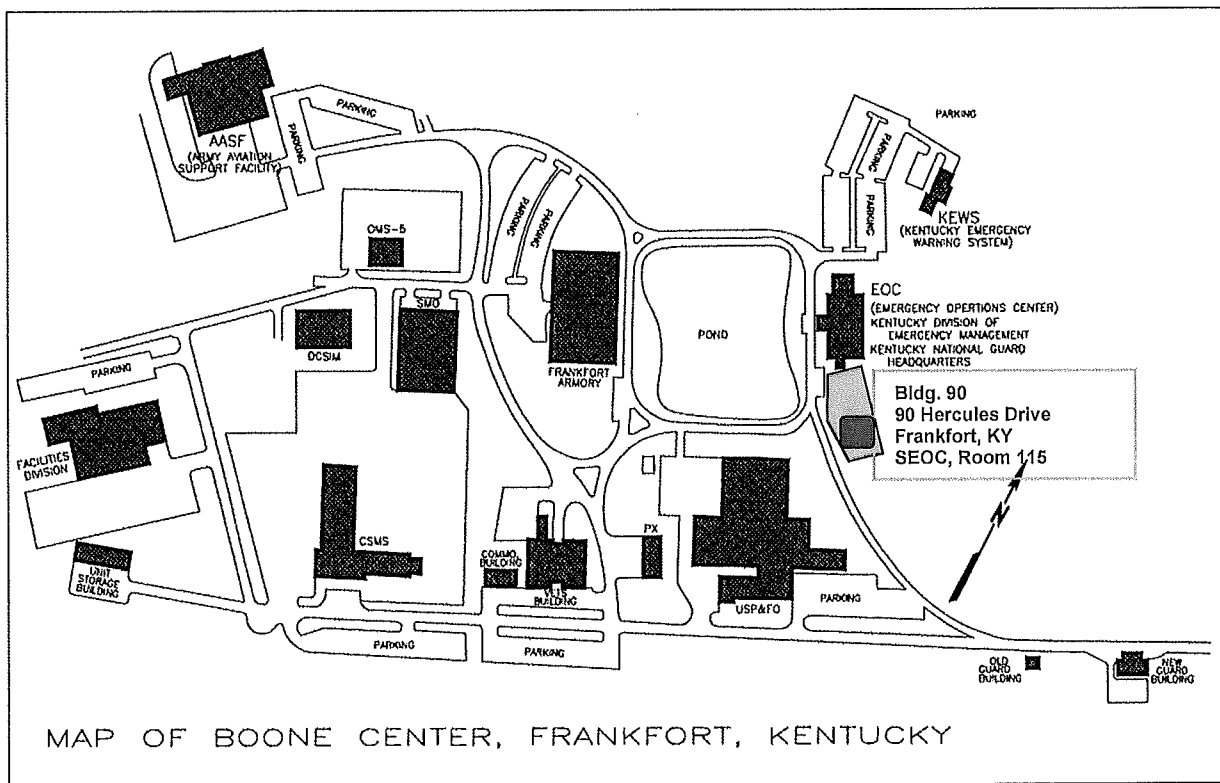 AASF
(ARMY AVIATION
SUPPORT FACILITY)
PARKING
PARKING
PARKING
PARKING
PARKING
PARKING
PARKING
KEWS
(KENTUCKY EMERGENCY
WARNING SYSTEM)
OMS-5
SMO
DCSIM
FRANKFORT
ARMORY
POND
EOC
(EMERGENCY OPERTIONS CENTER)
KENTUCKY DIVISION OF
EMERGENCY MANAGEMENT
KENTUCKY NATIONAL GUARD
HEADQUARTERS
Bldg. 90
90 Hercules Drive
Frankfort, KY
SEOC, Room 115
N
PARKING
FACILITIES
DIVISION
UNIT
STORAGE
BUILDING
CSMS
COMMO
BUILDING
BUILDING
PX
USP&FO
PARKING
PARKING
PARKING
OLD
GUARD
BUILDING
NEW
GUARD
BUILDING
MAP OF BOONE CENTER, FRANKFORT, KENTUCKY